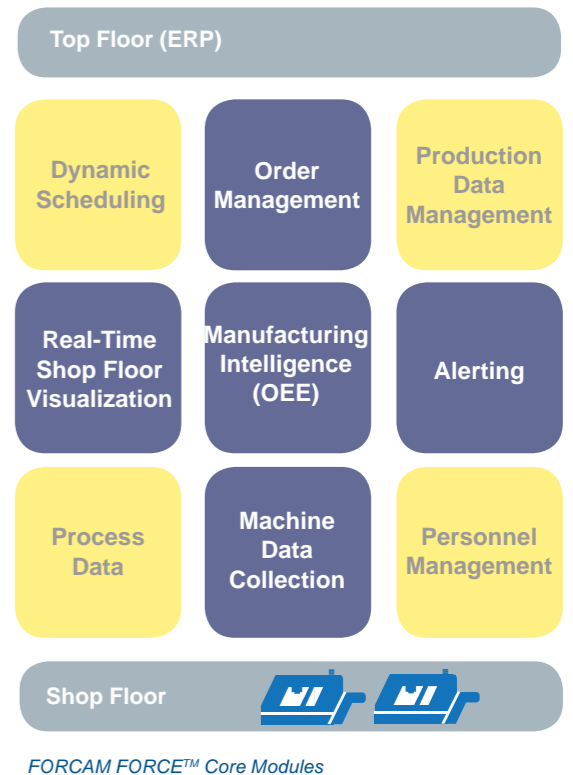 Top Floor (ERP)
Dynamic
Scheduling
Order
Management
Production
Data
Management
Real-Time
Shop Floor
Visualization
Manufacturing
Intelligence
(OEE)
Alerting
Process
Data
Machine
Data
Collection
Personnel
Management
Shop Floor
FORCAM FORCE™ Core Modules